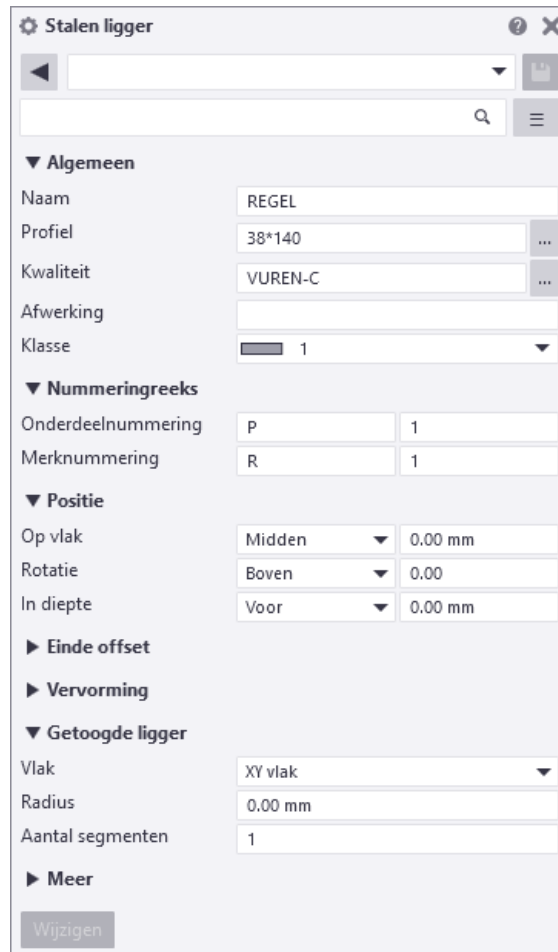 Stalen ligger
Algemeen
Naam REGEL
Profiel 38*140 ...
Kwaliteit VUREN-C ...
Afwerking
Klasse 1
Nummeringreeks
Onderdeelnummering P 1
Merknummering R 1
Positie
Op vlak Midden 0.00 mm
Rotatie Boven 0.00
In diepte Voor 0.00 mm
Einde offset
Vervorming
Getoogde ligger
Vlak XY vlak
Radius 0.00 mm
Aantal segmenten 1
Meer
Wijzigen